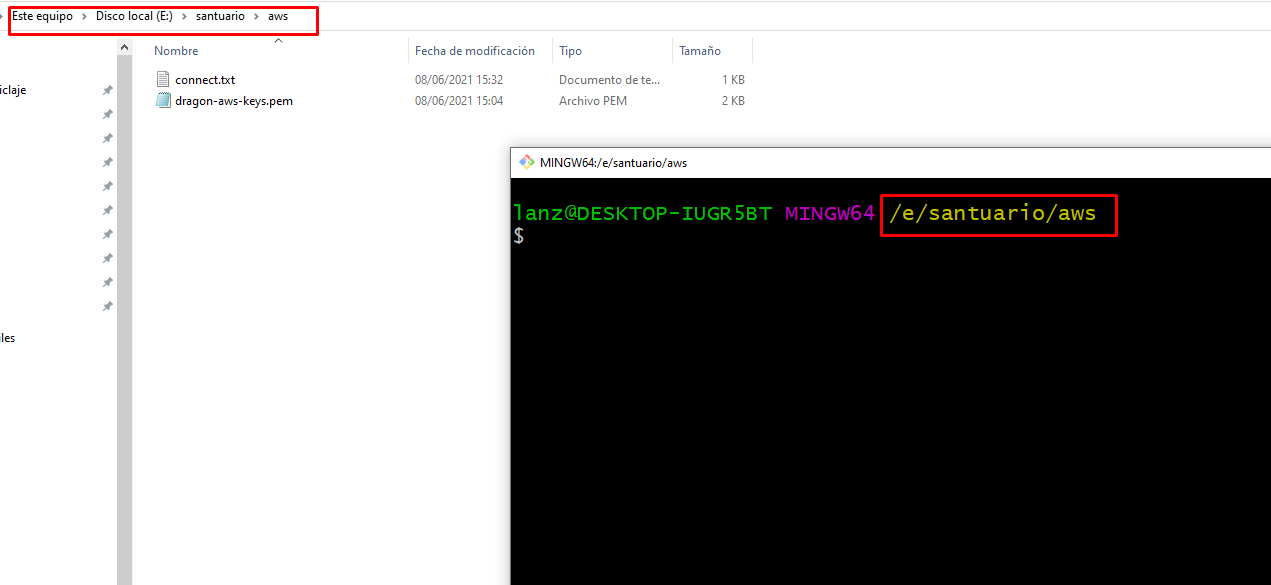 Este equipo > Disco local (E:) > santuario > aws
Nombre Fecha de modificación Tipo Tamaño
connect.txt 08/06/2021 15:32 Documento de te... 1 KB
dragon-aws-keys.pem 08/06/2021 15:04 Archivo PEM 2 KB
iclaje
iles
MINGW64:/e/santuario/aws
lanz@DESKTOP-IUGR5BT MINGW64 /e/santuario/aws
$